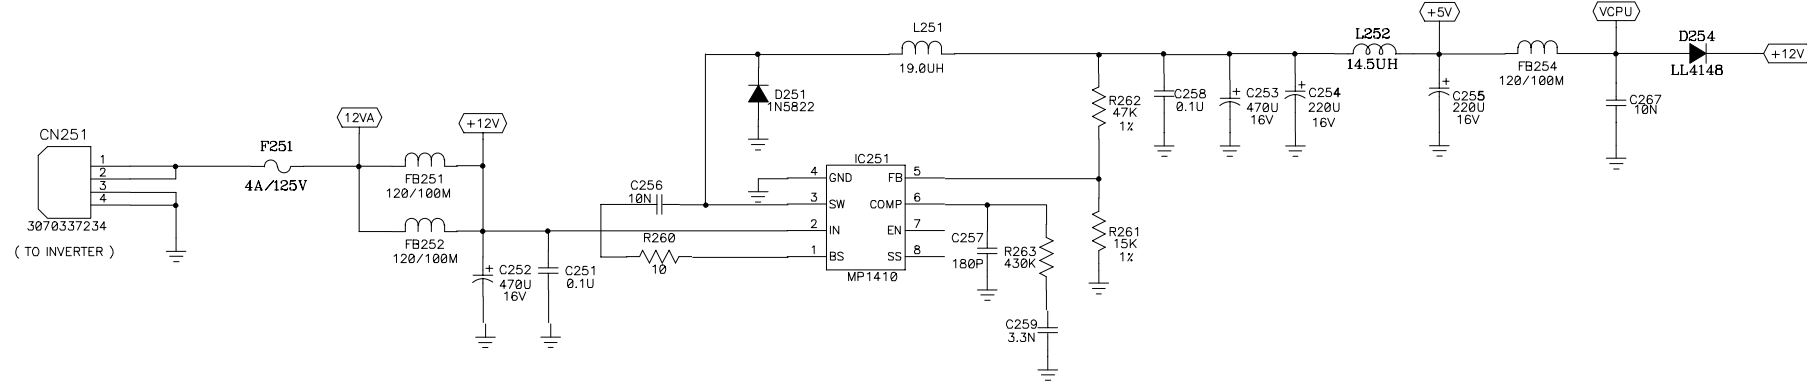 +5V
VCPU
L251
19.0UH
L252
14.5UH
D254
LL4148
+12V
FB254
120/100M
D251
1N5822
R262
47K
1%
C258
0.1U
C253
470U
16V
C254
220U
16V
C255
220U
16V
C267
10N
12VA
+12V
CN251
1
2
3
4
3070337234
( TO INVERTER )
F251
4A/125V
FB251
120/100M
FB252
120/100M
C252
470U
16V
C251
0.1U
C256
10N
R260
10
IC251
4 GND FB 5
3 SW COMP 6
2 IN EN 7
1 BS SS 8
MP1410
C257
180P
R263
430K
R261
15K
1%
C259
3.3N